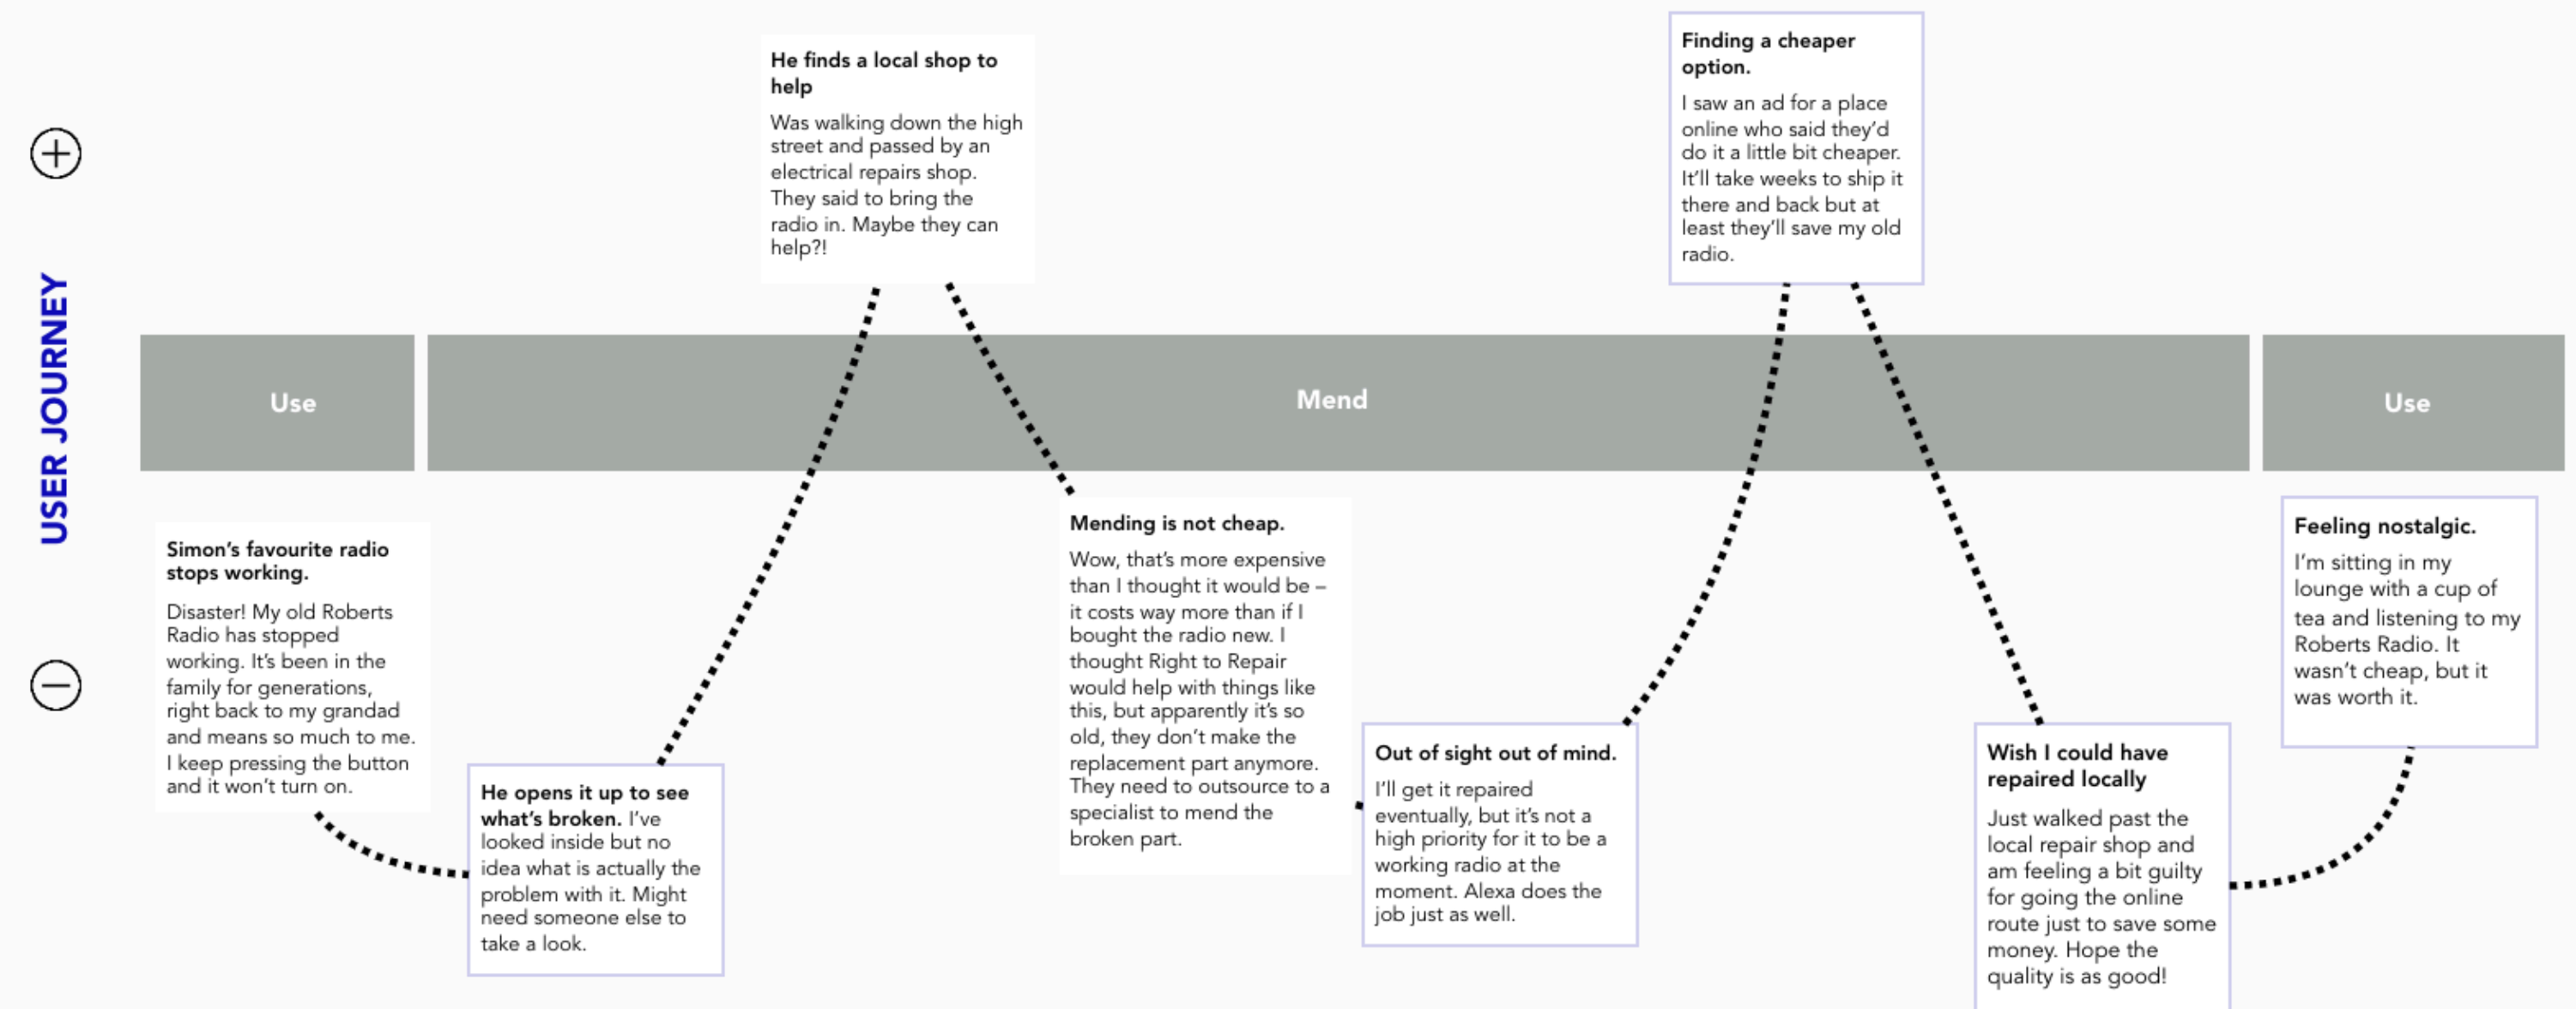 USER JOURNEY
Use
Mend
Use
Simon's favourite radio
stops working.
Disaster! My old Roberts
Radio has stopped
working. It's been in the
family for generations,
right back to my grandad
and means so much to me.
I keep pressing the button
and it won't turn on.
He opens it up to see
what's broken. I've
looked inside but no
idea what is actually the
problem with it. Might
need someone else to
take a look.
He finds a local shop to
help
Was walking down the high
street and passed by an
electrical repairs shop.
They said to bring the
radio in. Maybe they can
help?!
Mending is not cheap.
Wow, that's more expensive
than I thought it would be –
it costs way more than if I
bought the radio new. I
thought Right to Repair
would help with things like
this, but apparently it's so
old, they don't make the
replacement part anymore.
They need to outsource to a
specialist to mend the
broken part.
Out of sight out of mind.
I'll get it repaired
eventually, but it's not a
high priority for it to be a
working radio at the
moment. Alexa does the
job just as well.
Finding a cheaper
option.
I saw an ad for a place
online who said they'd
do it a little bit cheaper.
It'll take weeks to ship it
there and back but at
least they'll save my old
radio.
Wish I could have
repaired locally
Just walked past the
local repair shop and
am feeling a bit guilty
for going the online
route just to save some
money. Hope the
quality is as good!
Feeling nostalgic.
I'm sitting in my
lounge with a cup of
tea and listening to my
Roberts Radio. It
wasn't cheap, but it
was worth it.